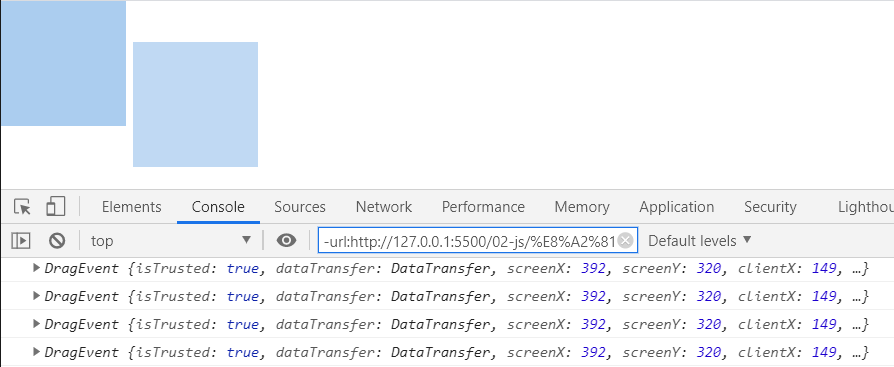 Elements Console Sources Network Performance Memory Application Security Lighthou
top -url:http://127.0.0.1:5500/02-js/%E8%A2%81 Default levels
DragEvent {isTrusted: true, dataTransfer: DataTransfer, screenX: 392, screenY: 320, clientX: 149, …}
DragEvent {isTrusted: true, dataTransfer: DataTransfer, screenX: 392, screenY: 320, clientX: 149, …}
DragEvent {isTrusted: true, dataTransfer: DataTransfer, screenX: 392, screenY: 320, clientX: 149, …}
DragEvent {isTrusted: true, dataTransfer: DataTransfer, screenX: 392, screenY: 320, clientX: 149, …}